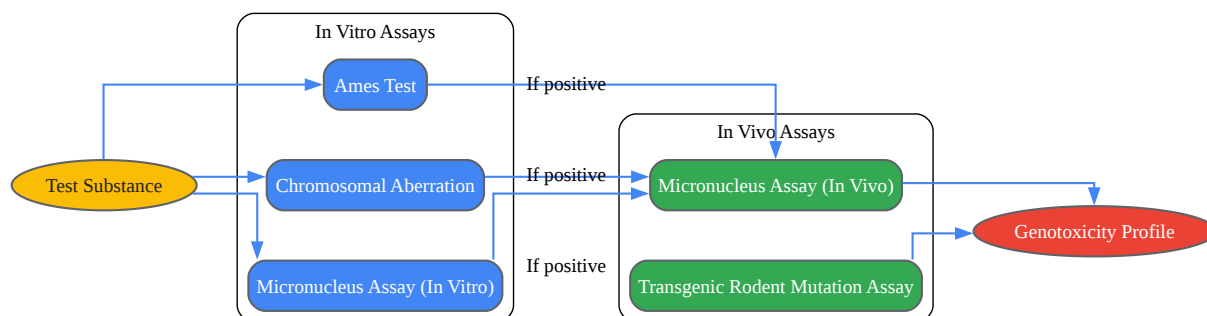 In Vitro Assays
Ames Test
If positive
In Vivo Assays
Test Substance
Chromosomal Aberration
If positive
Micronucleus Assay (In Vivo)
Genotoxicity Profile
Micronucleus Assay (In Vitro)
If positive
Transgenic Rodent Mutation Assay